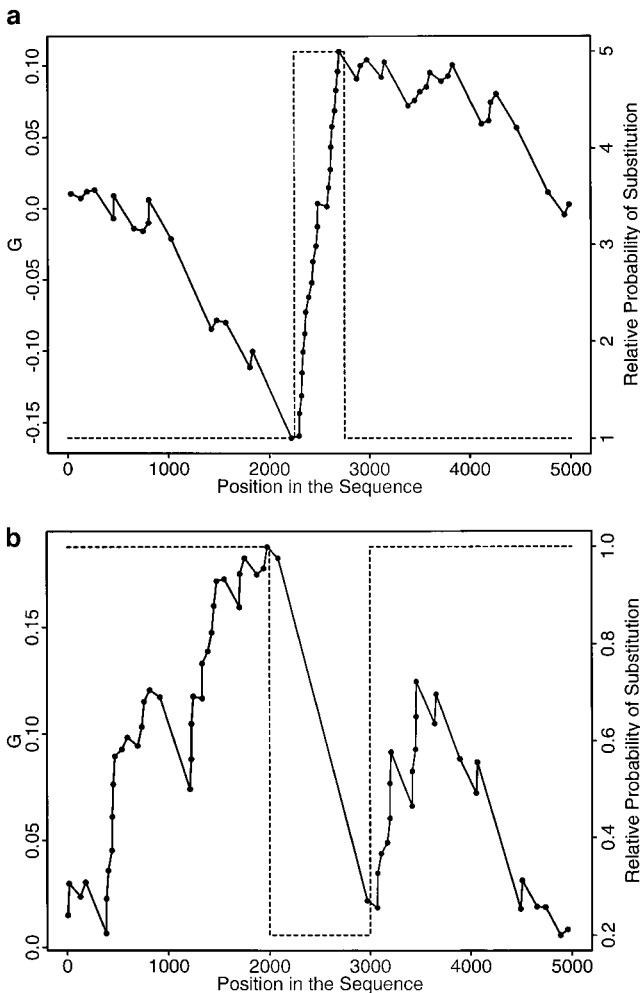 a
0.10
0.05
0.0
-0.05
-0.10
-0.15
G
5
4
3
2
1
Relative Probability of Substitution
0 1000 2000 3000 4000 5000
Position in the Sequence
b
0.15
0.10
0.05
0.0
G
1.0
0.8
0.6
0.4
0.2
Relative Probability of Substitution
0 1000 2000 3000 4000 5000
Position in the Sequence